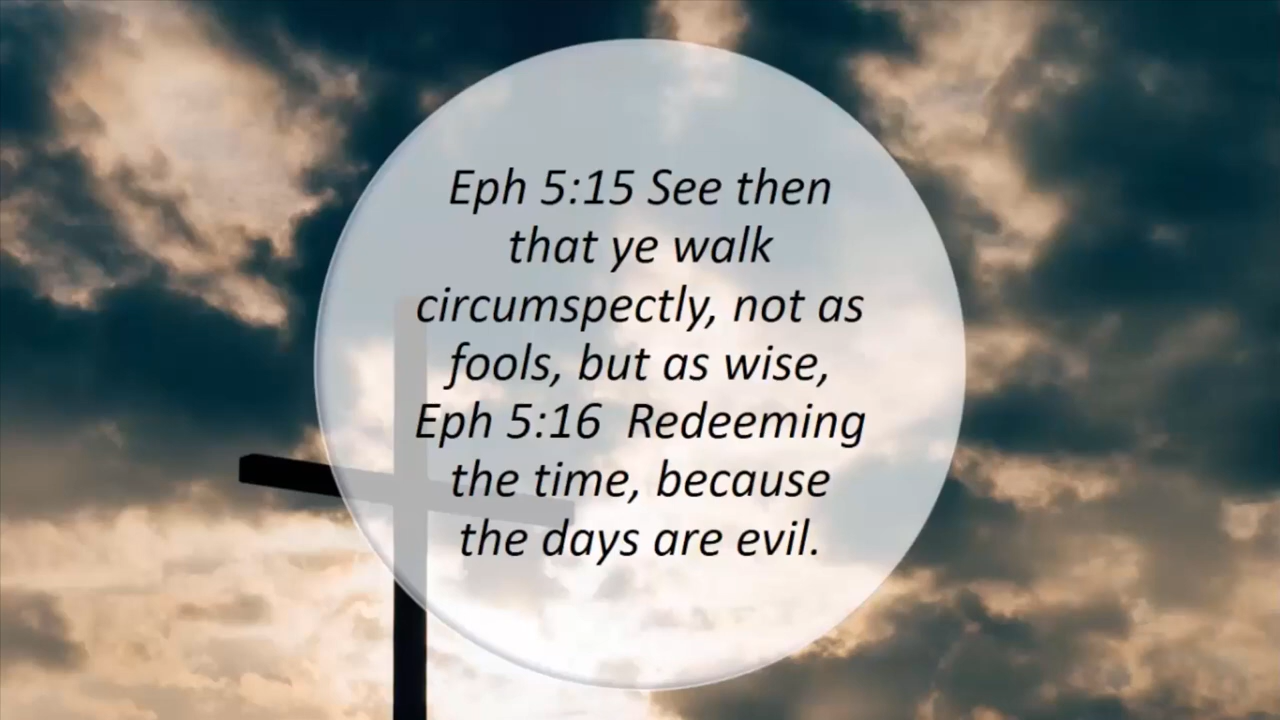 Eph 5:15 See then
that ye walk
circumspectly, not as
fools, but as wise,
Eph 5:16  Redeeming
the time, because
the days are evil.